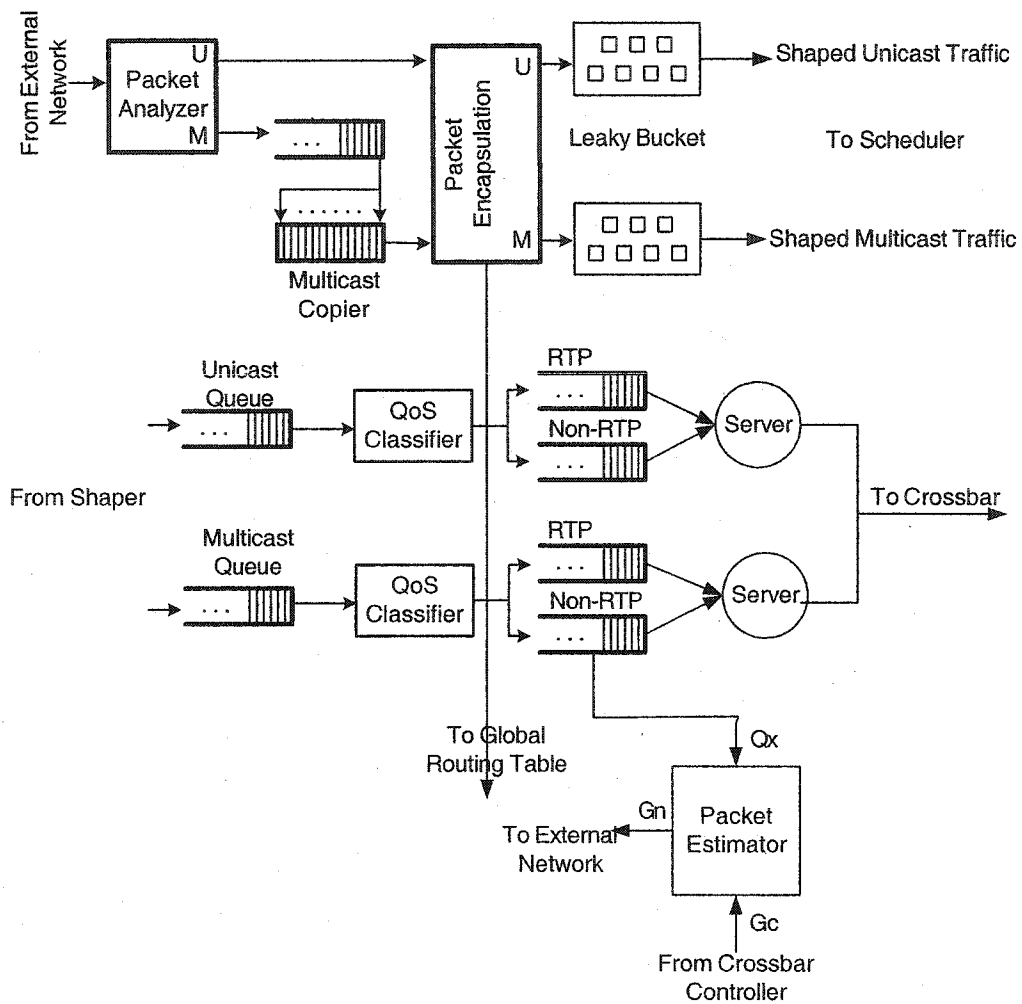 From External
Network
U
Packet
Analyzer
M
. . .
. . . . . . .
Multicast
Copier
Packet
Encapsulation
U
M
Leaky Bucket
Shaped Unicast Traffic
To Scheduler
Shaped Multicast Traffic
Unicast
Queue
. . .
QoS
Classifier
RTP
. . .
Non-RTP
. . .
Server
From Shaper
To Crossbar
Multicast
Queue
. . .
QoS
Classifier
RTP
. . .
Non-RTP
. . .
Server
To Global
Routing Table
Qx
Gn
Packet
Estimator
To External
Network
Gc
From Crossbar
Controller